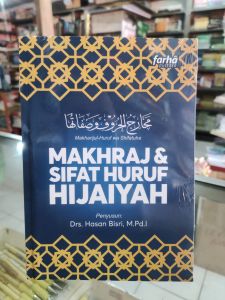 farha
مخارج الحروف وصفاتها
Makharijul-Huruf wa Shifatuha
MAKHRAJ &
SIFAT HURUF
HIJAIYAH
Penyusun:
Drs. Hasan Bisri, M.Pd.I